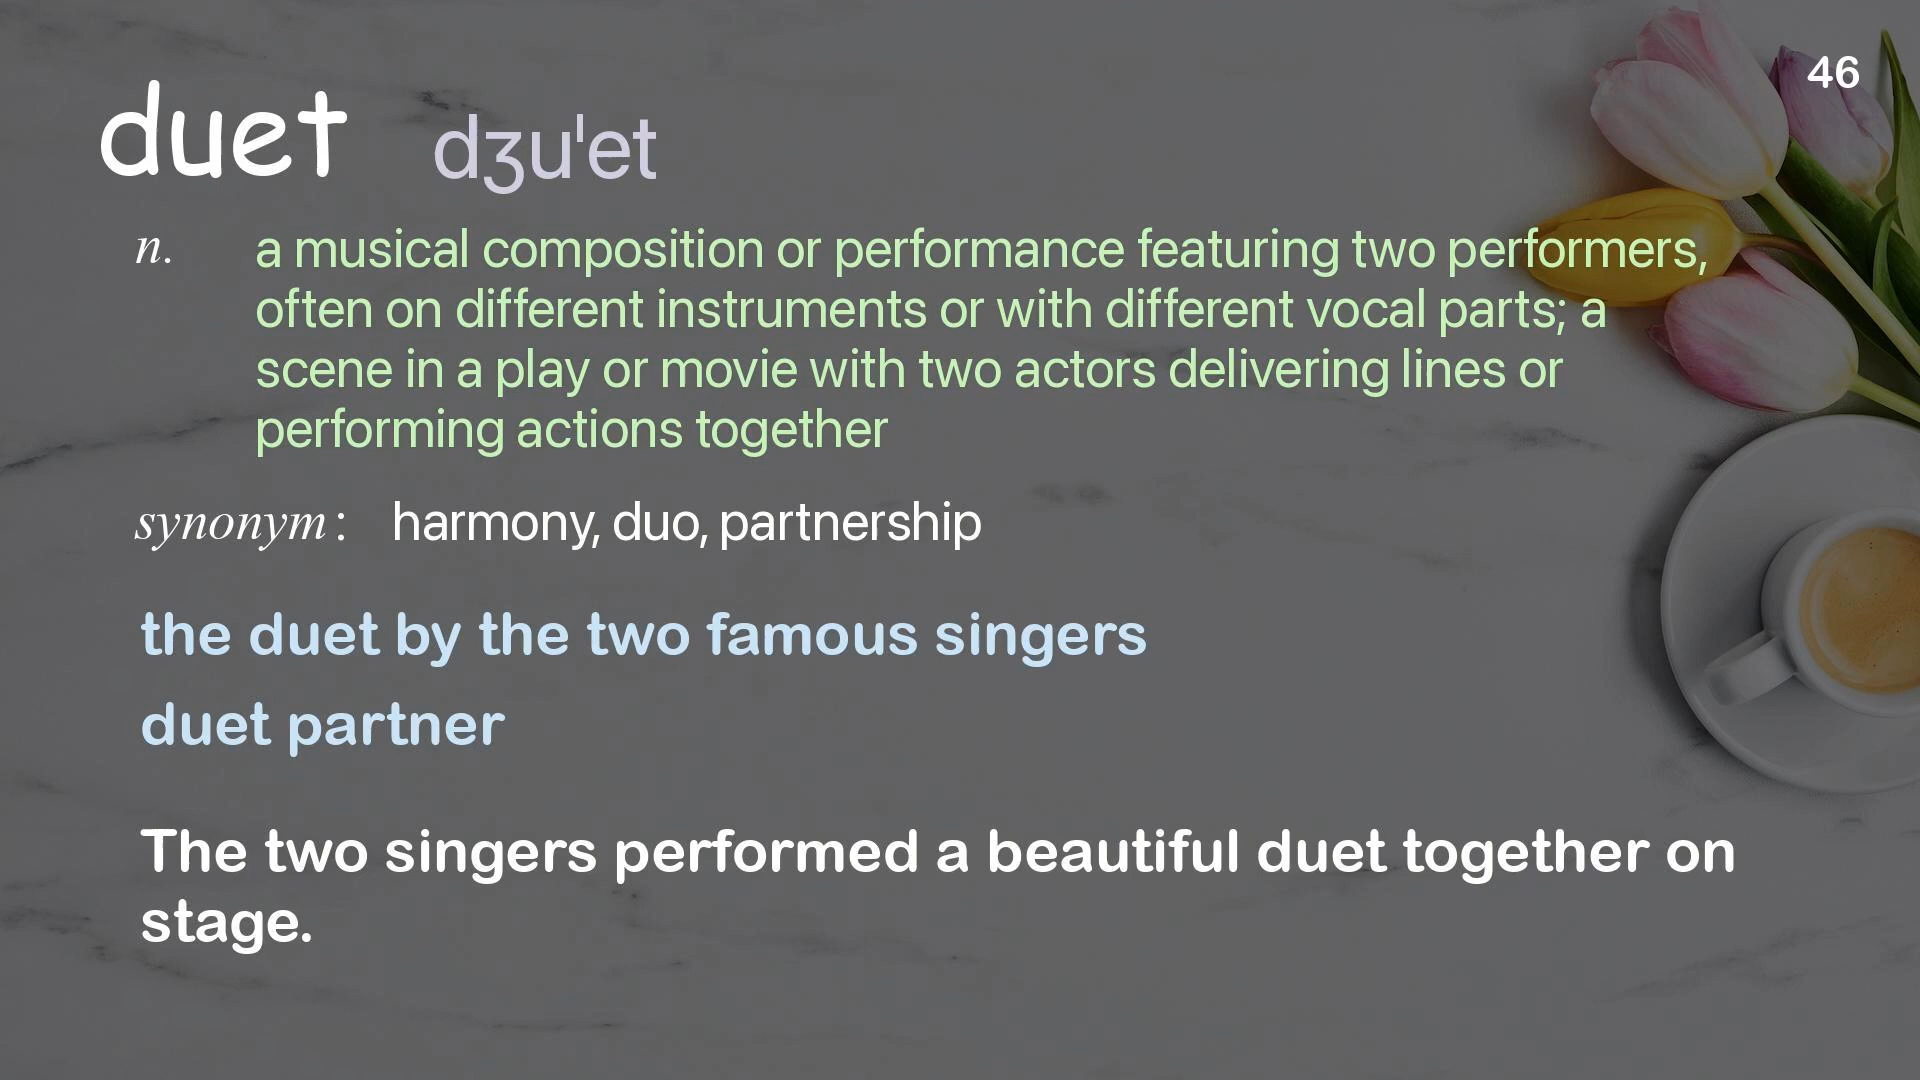 46
duet dʒuˈet
n. a musical composition or performance featuring two performers,
often on different instruments or with different vocal parts; a
scene in a play or movie with two actors delivering lines or
performing actions together
synonym: harmony, duo, partnership
the duet by the two famous singers
duet partner
The two singers performed a beautiful duet together on
stage.